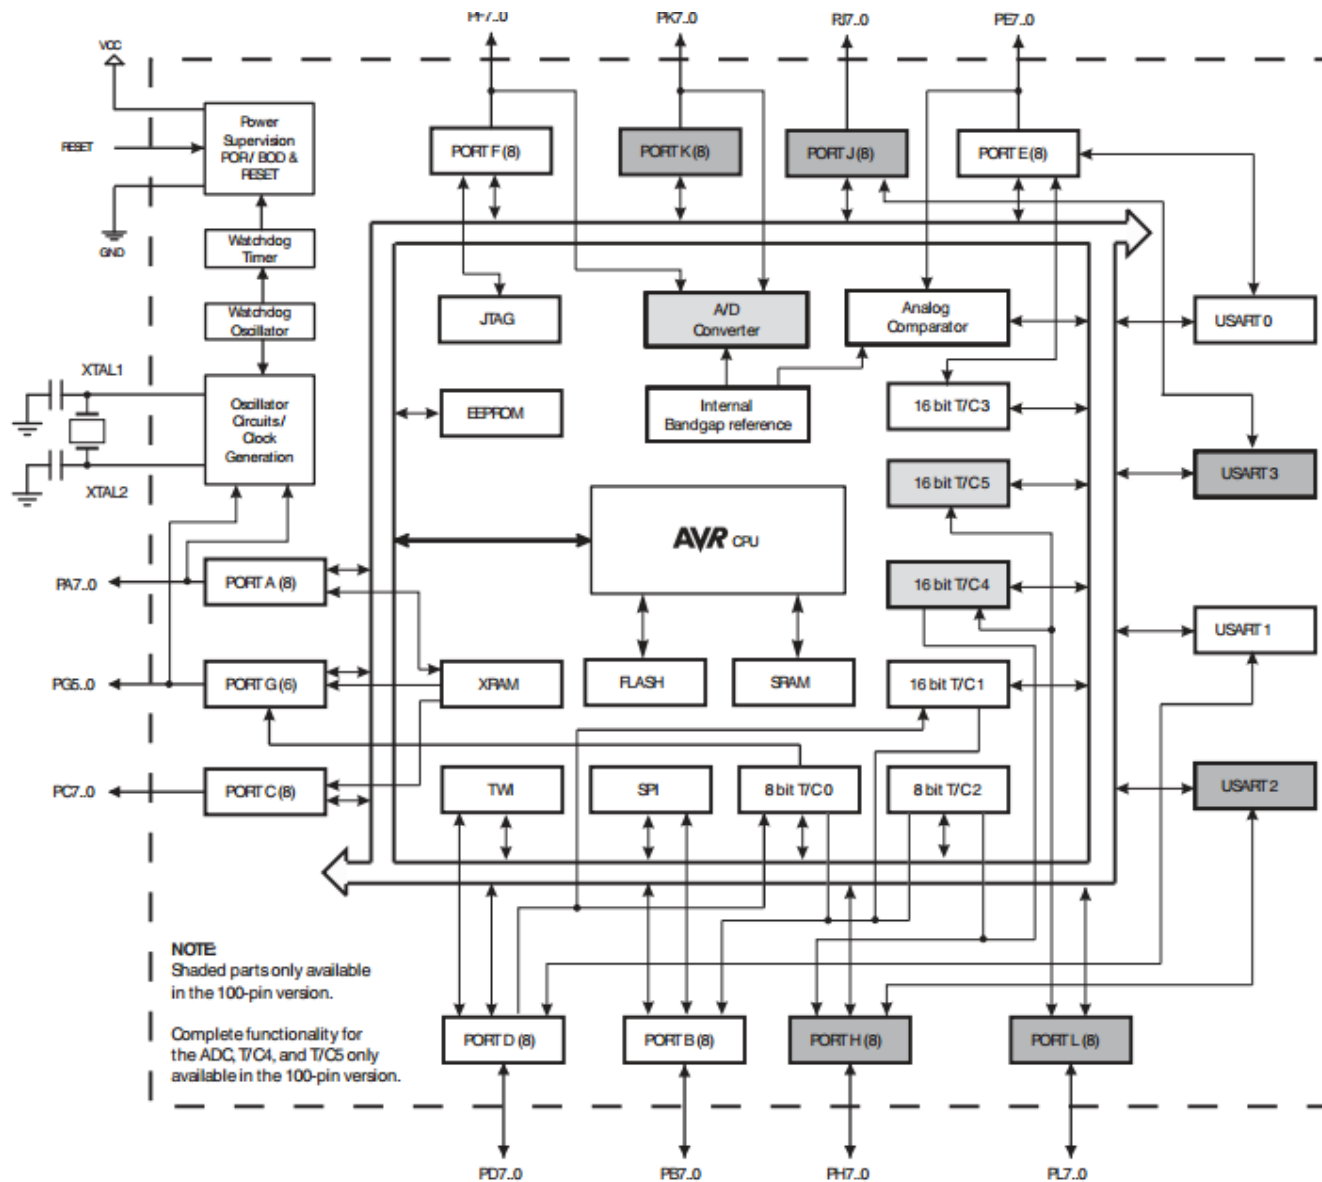 PF7..0
PK7..0
PJ7..0
PE7..0
VCC
RESET
GND
Power
Supervision
POR / BOD &
RESET
Watchdog
Timer
Watchdog
Oscillator
XTAL1
XTAL2
Oscillator
Circuits /
Clock
Generation
PORT F (8)
PORT K (8)
PORT J (8)
PORT E (8)
JTAG
A/D
Converter
Analog
Comparator
USART 0
EEPROM
Internal
Bandgap reference
16 bit T/C3
16 bit T/C5
USART 3
AVR CPU
16 bit T/C4
PA7..0
PORT A (8)
USART 1
PG5..0
PORT G (6)
XRAM
FLASH
SRAM
16 bit T/C1
PC7..0
PORT C (8)
TWI
SPI
8 bit T/C0
8 bit T/C2
USART 2
NOTE:
Shaded parts only available
in the 100-pin version.
Complete functionality for
the ADC, T/C4, and T/C5 only
available in the 100-pin version.
PORT D (8)
PORT B (8)
PORT H (8)
PORT L (8)
PD7..0
PB7..0
PH7..0
PL7..0